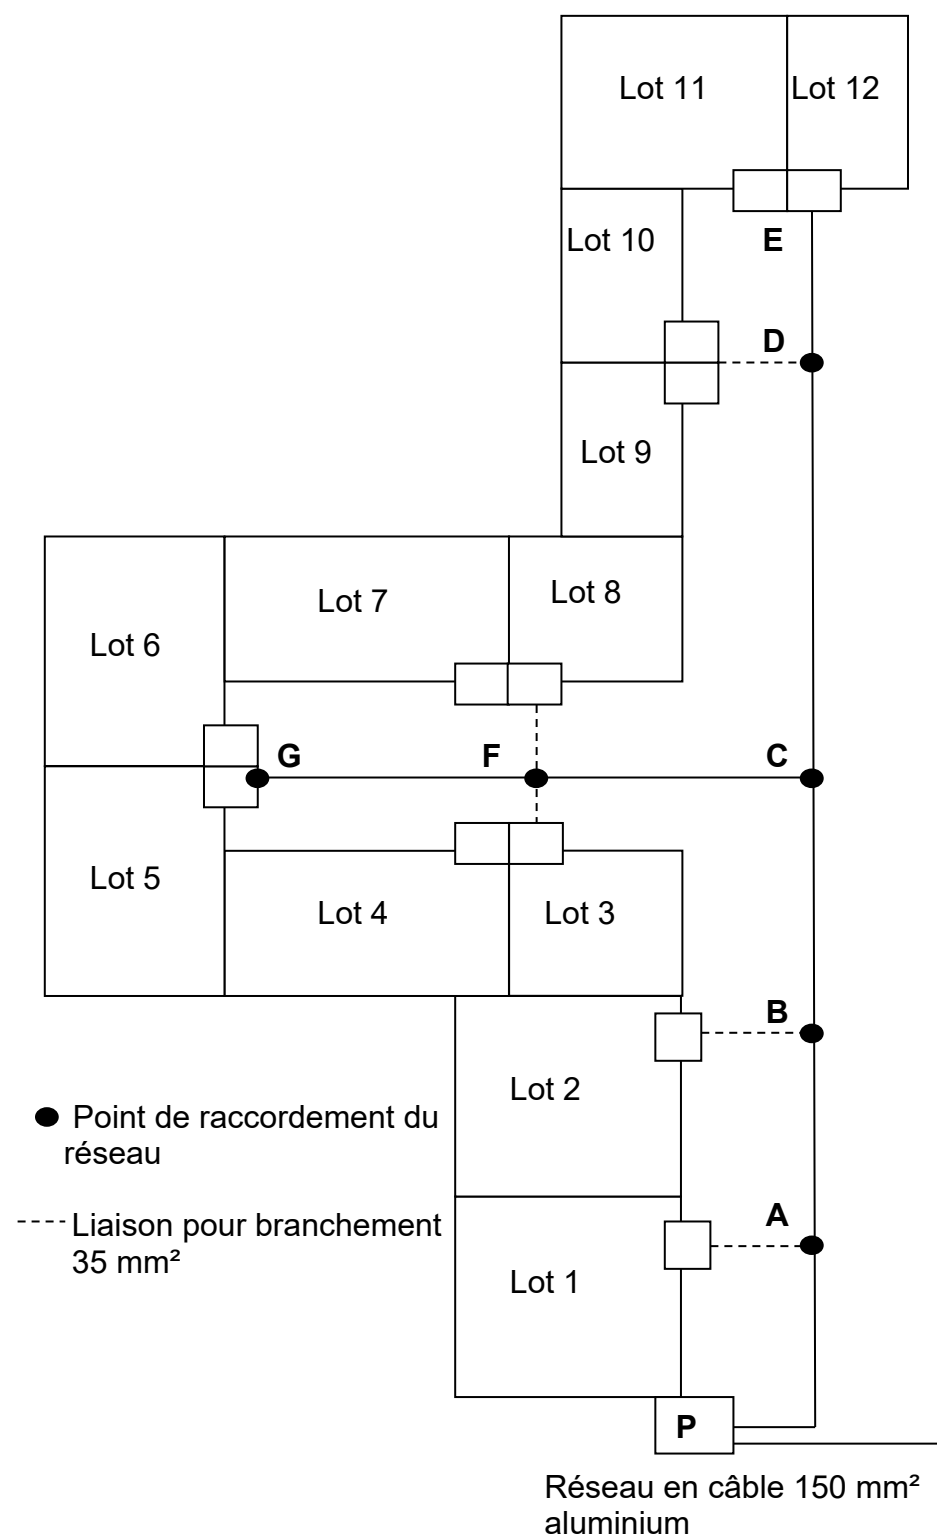 Lot 11
Lot 12
Lot 10
E
D
Lot 9
Lot 7
Lot 8
Lot 6
G
F
C
Lot 5
Lot 4
Lot 3
B
Lot 2
Point de raccordement du
réseau
A
Liaison pour branchement
35 mm²
Lot 1
P
Réseau en câble 150 mm²
aluminium